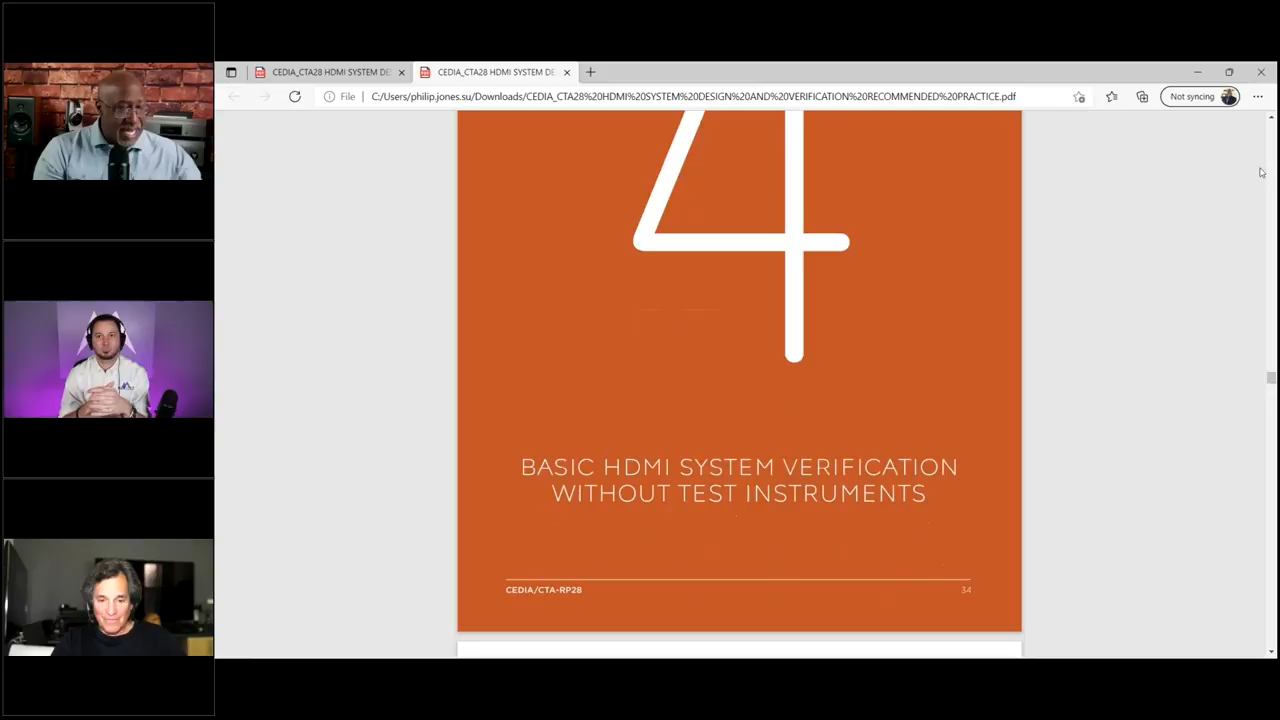 CEDIA_CTA28 HDMI SYSTEM DE
CEDIA_CTA28 HDMI SYSTEM DE
File
C:/Users/philip.jones.su/Downloads/CEDIA_CTA28%20HDMI%20SYSTEM%20DESIGN%20AND%20VERIFICATION%20RECOMMENDED%20PRACTICE.pdf
Not syncing
4
BASIC HDMI SYSTEM VERIFICATION
WITHOUT TEST INSTRUMENTS
CEDIA/CTA-RP28
34